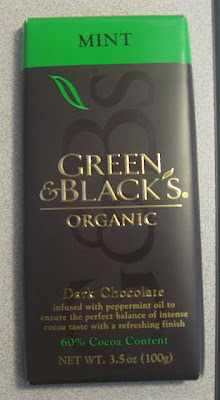 MINT
GREEN
& BLACK'S®
ORGANIC
Dark Chocolate
infused with peppermint oil to
ensure the perfect balance of intense
cocoa taste with a refreshing finish
60% Cocoa Content
NET WT. 3.5 oz (100g)